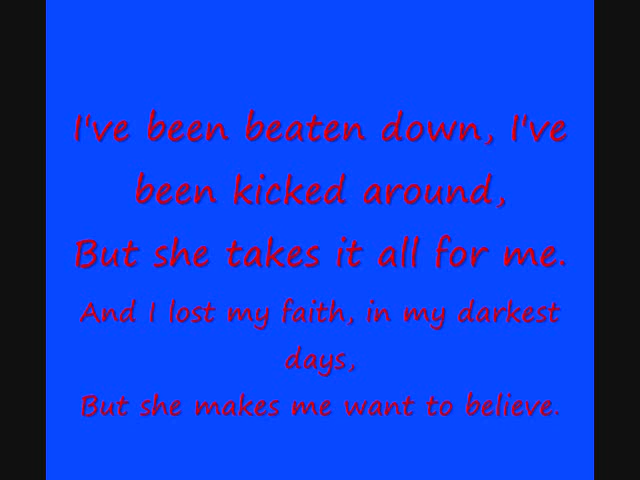 I've been beaten down, I've
been kicked around,
But she takes it all for me.
And I lost my faith, in my darkest
days,
But she makes me want to believe.